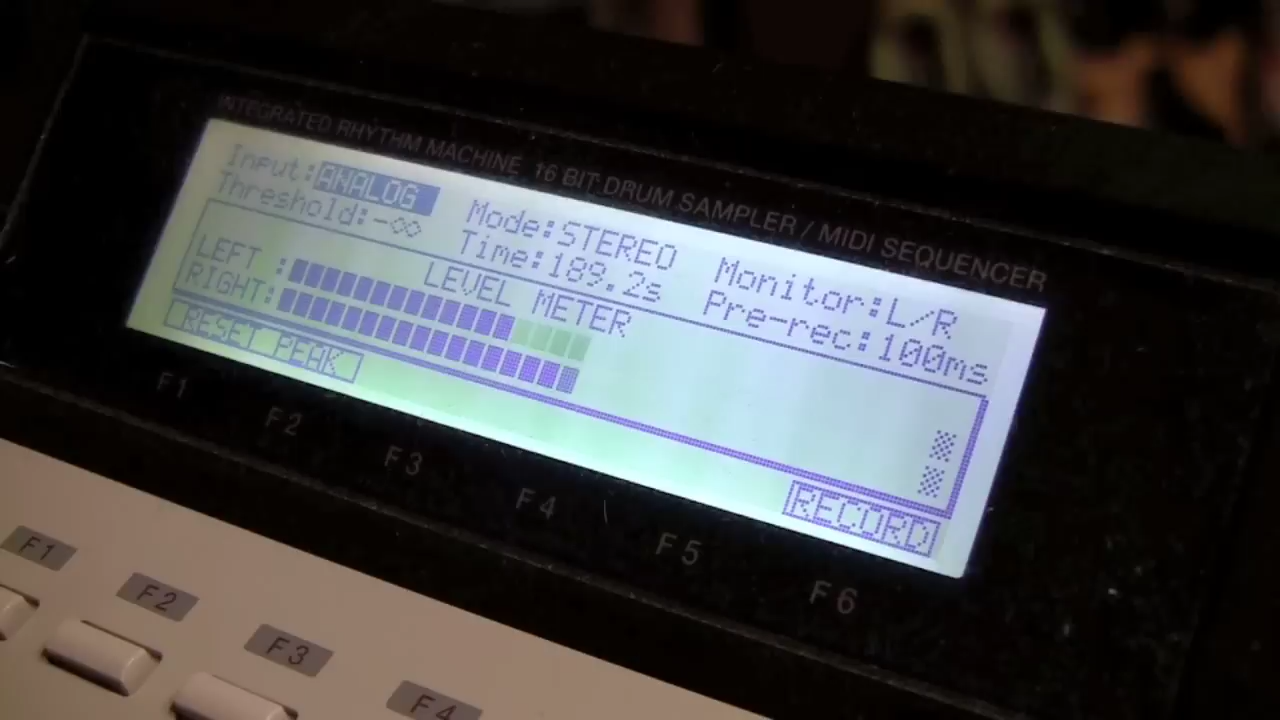 INTEGRATED RHYTHM MACHINE 16 BIT DRUM SAMPLER / MIDI SEQUENCER
Input:ANALOG Mode:STEREO Monitor:L/R
Threshold:-∞ Time:189.2s Pre-rec:100ms
LEVEL METER
LEFT :
RIGHT:
RESET PEAK RECORD
F1 F2 F3 F4 F5 F6
F1 F2 F3 F4